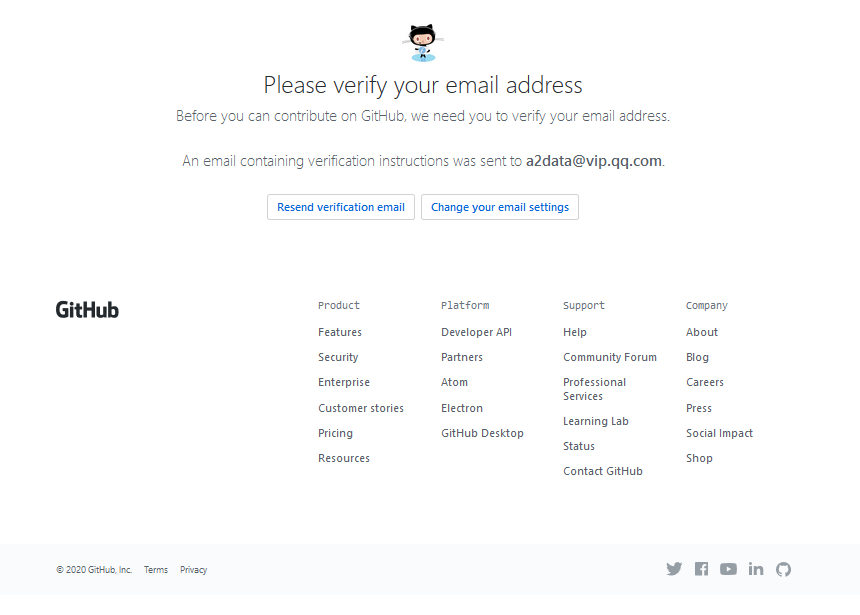 Please verify your email address
Before you can contribute on GitHub, we need you to verify your email address.
An email containing verification instructions was sent to a2data@vip.qq.com.
Resend verification email
Change your email settings
GitHub
Product
Features
Security
Enterprise
Customer stories
Pricing
Resources
Platform
Developer API
Partners
Atom
Electron
GitHub Desktop
Support
Help
Community Forum
Professional
Services
Learning Lab
Status
Contact GitHub
Company
About
Blog
Careers
Press
Social Impact
Shop
© 2020 GitHub, Inc.
Terms
Privacy